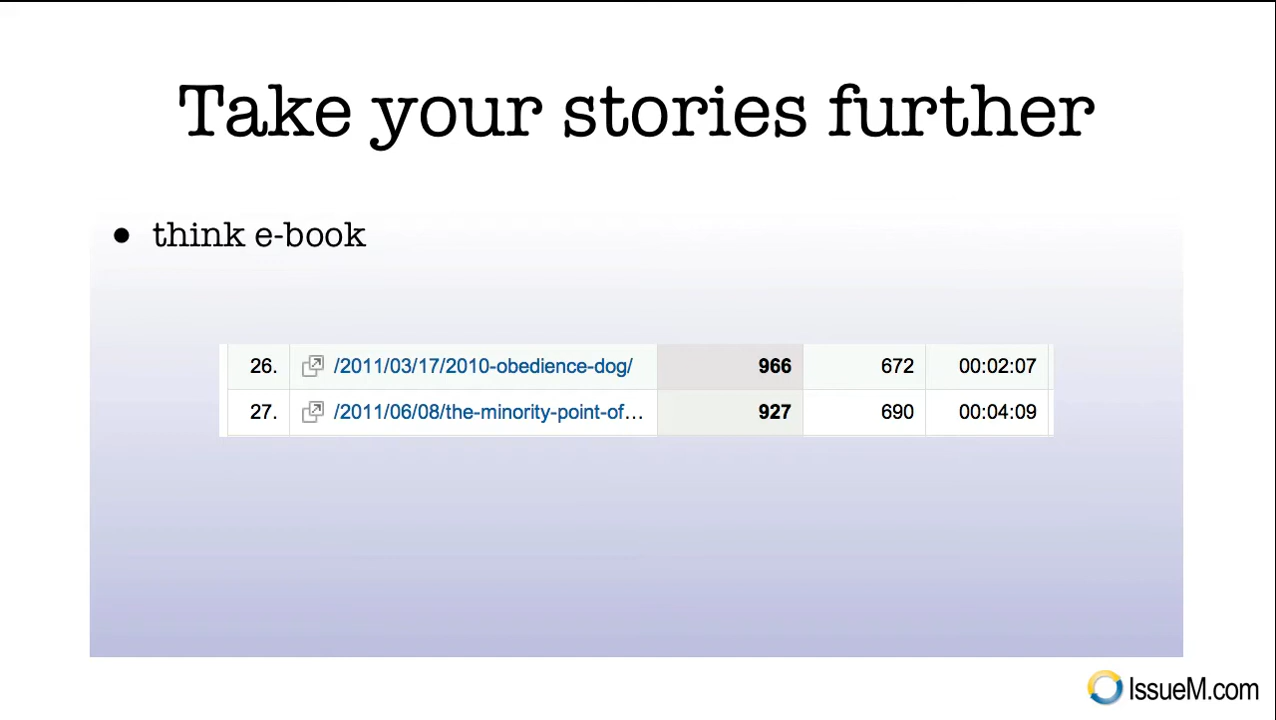 Take your stories further
• think e-book
26. /2011/03/17/2010-obedience-dog/ 966 672 00:02:07
27. /2011/06/08/the-minority-point-of... 927 690 00:04:09
IssueM.com